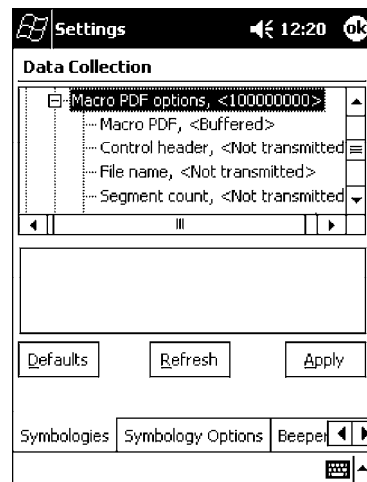 Settings 12:20 ok
Data Collection
Macro PDF options, <100000000>
Macro PDF, <Buffered>
Control header, <Not transmitted
File name, <Not transmitted>
Segment count, <Not transmitted
Defaults Refresh Apply
Symbologies Symbology Options Beeper